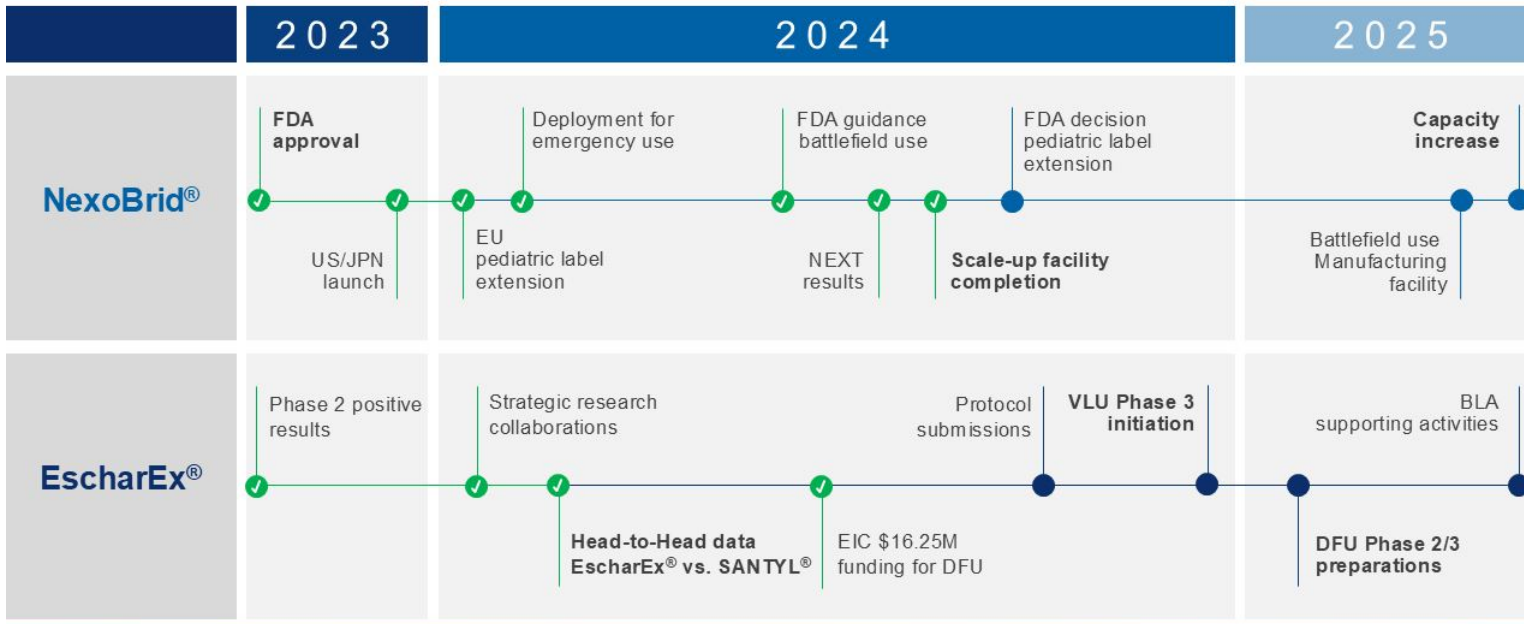 2023
2024
2025
NexoBrid®
FDA
approval
US/JPN
launch
EU
pediatric label
extension
Deployment for
emergency use
FDA guidance
battlefield use
NEXT
results
Scale-up facility
completion
FDA decision
pediatric label
extension
Battlefield use
Manufacturing
facility
Capacity
increase
EscharEx®
Phase 2 positive
results
Strategic research
collaborations
Head-to-Head data
EscharEx® vs. SANTYL®
EIC $16.25M
funding for DFU
Protocol
submissions
VLU Phase 3
initiation
DFU Phase 2/3
preparations
BLA
supporting activities